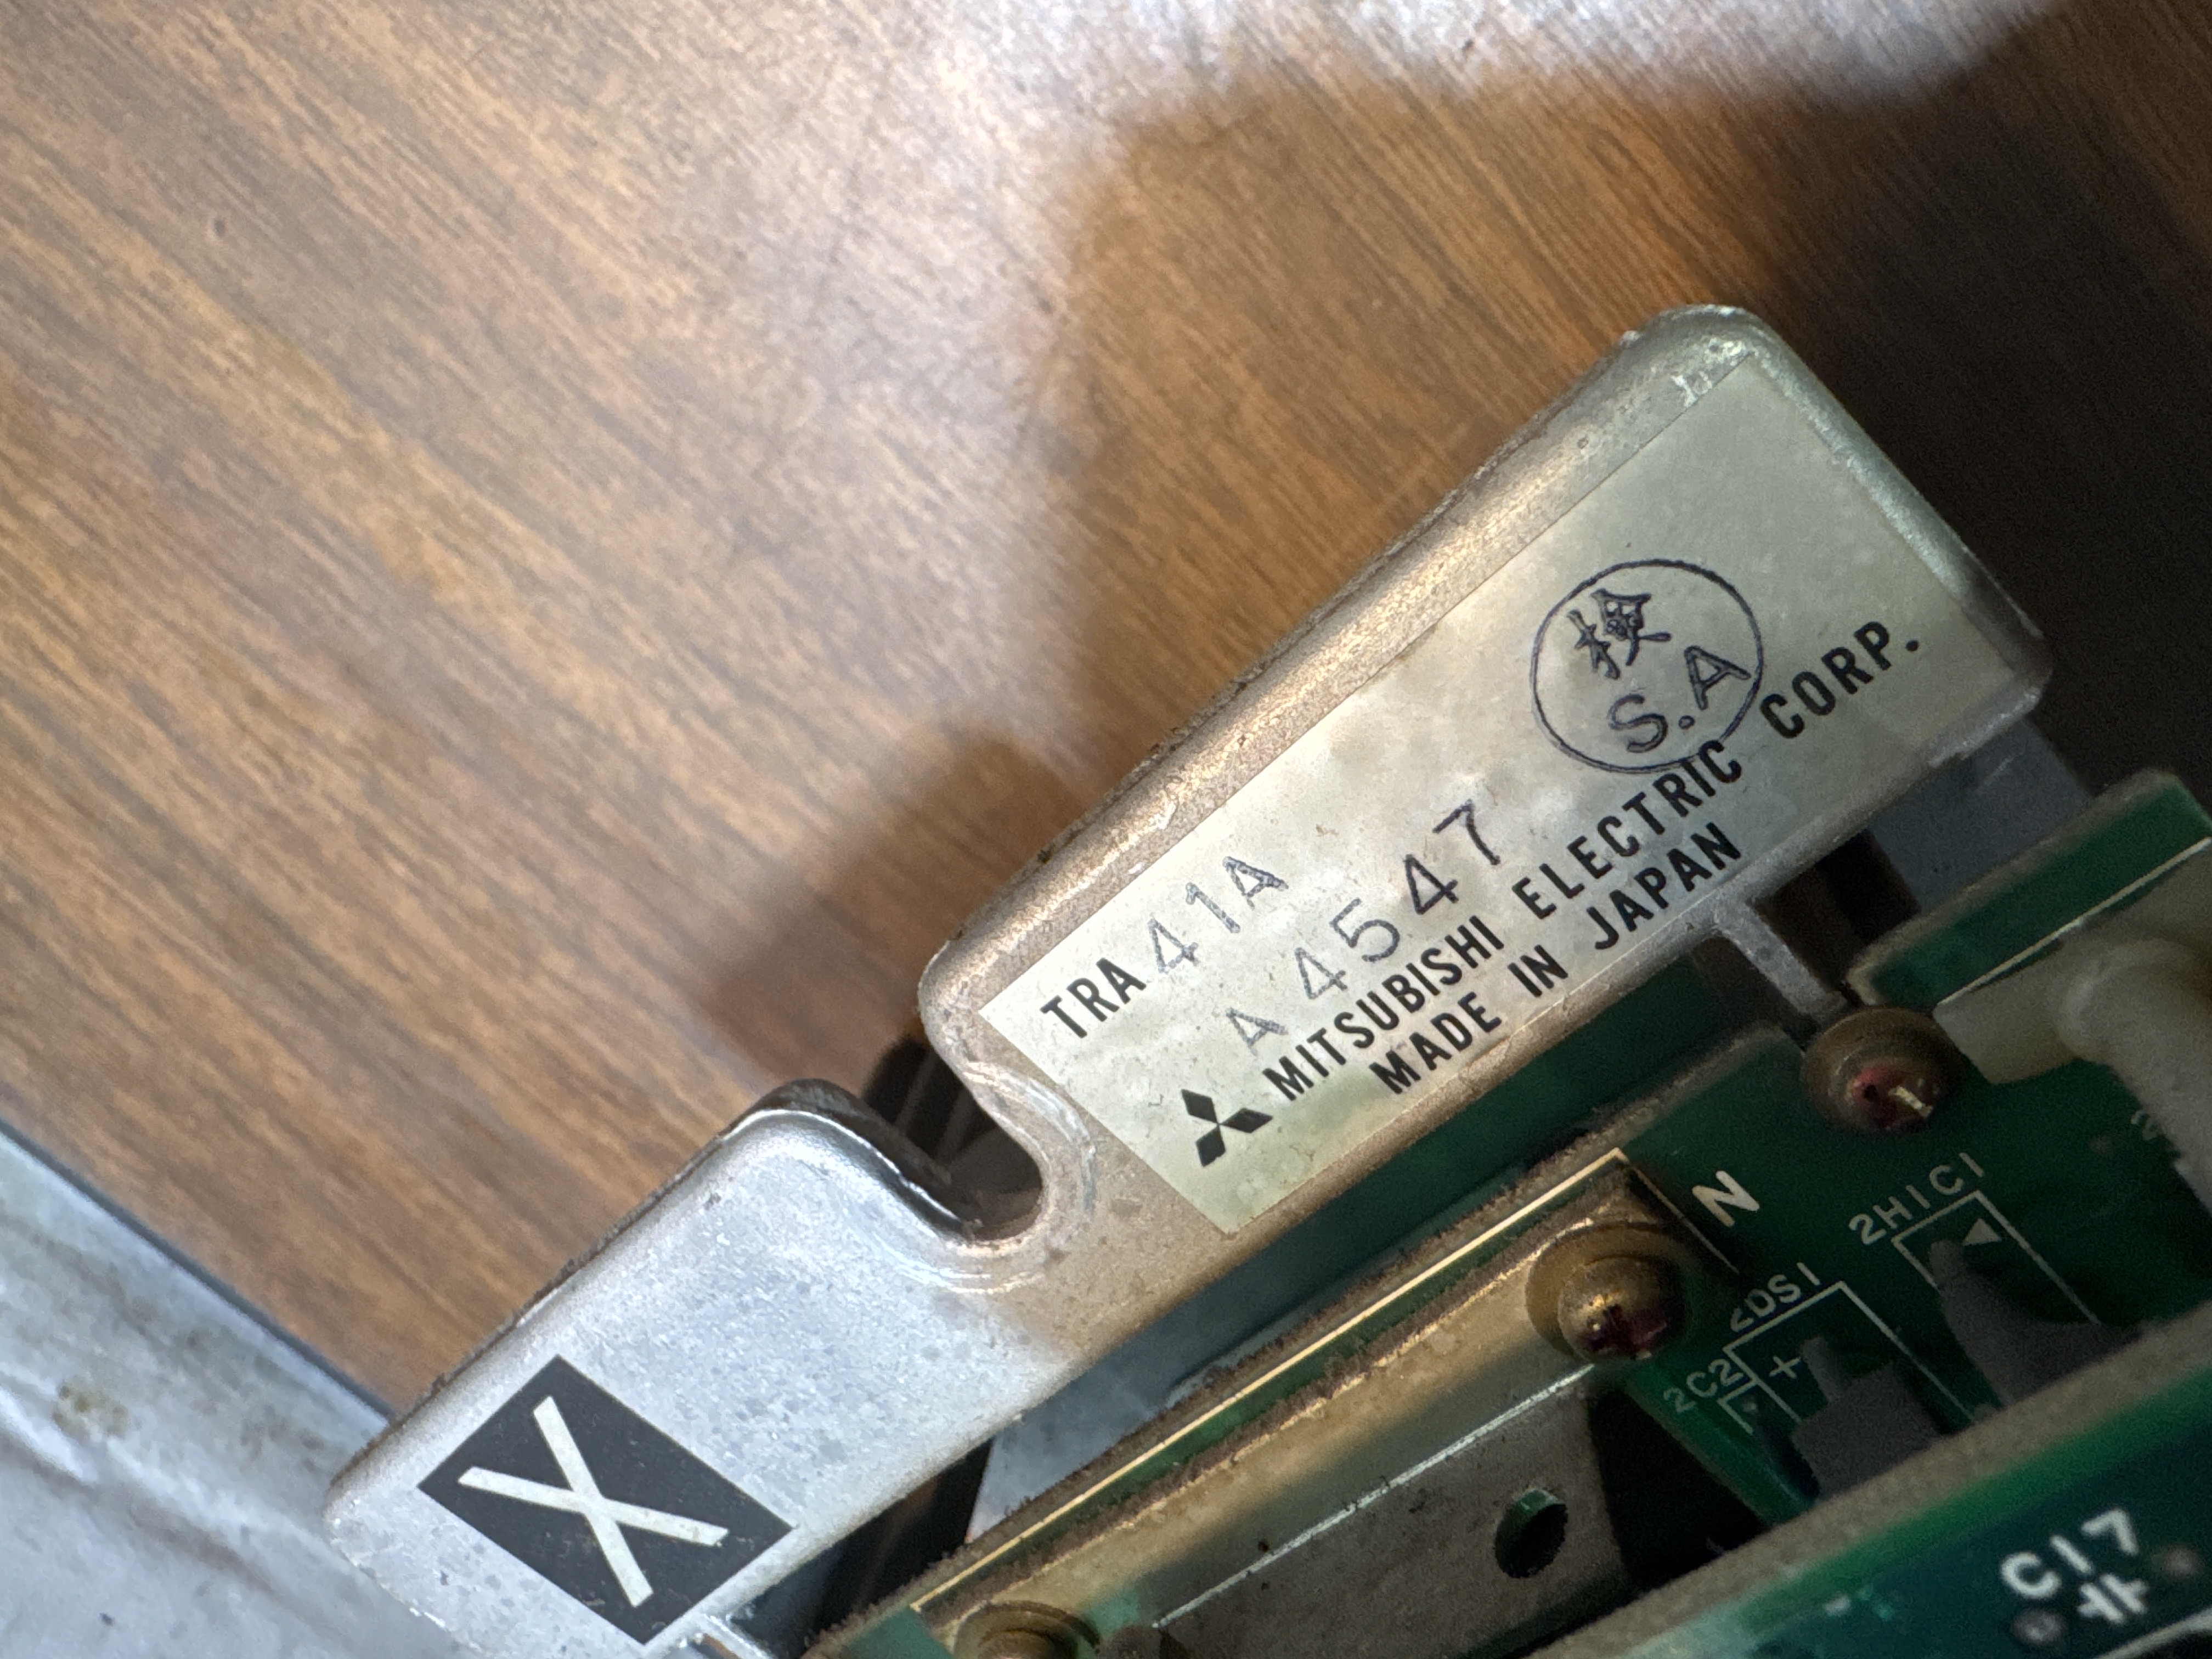 検
S.A
TRA 41A
A 4547
MITSUBISHI ELECTRIC CORP.
MADE IN JAPAN
X
N
2HIC1
2DS1
2C2
+
-
C17